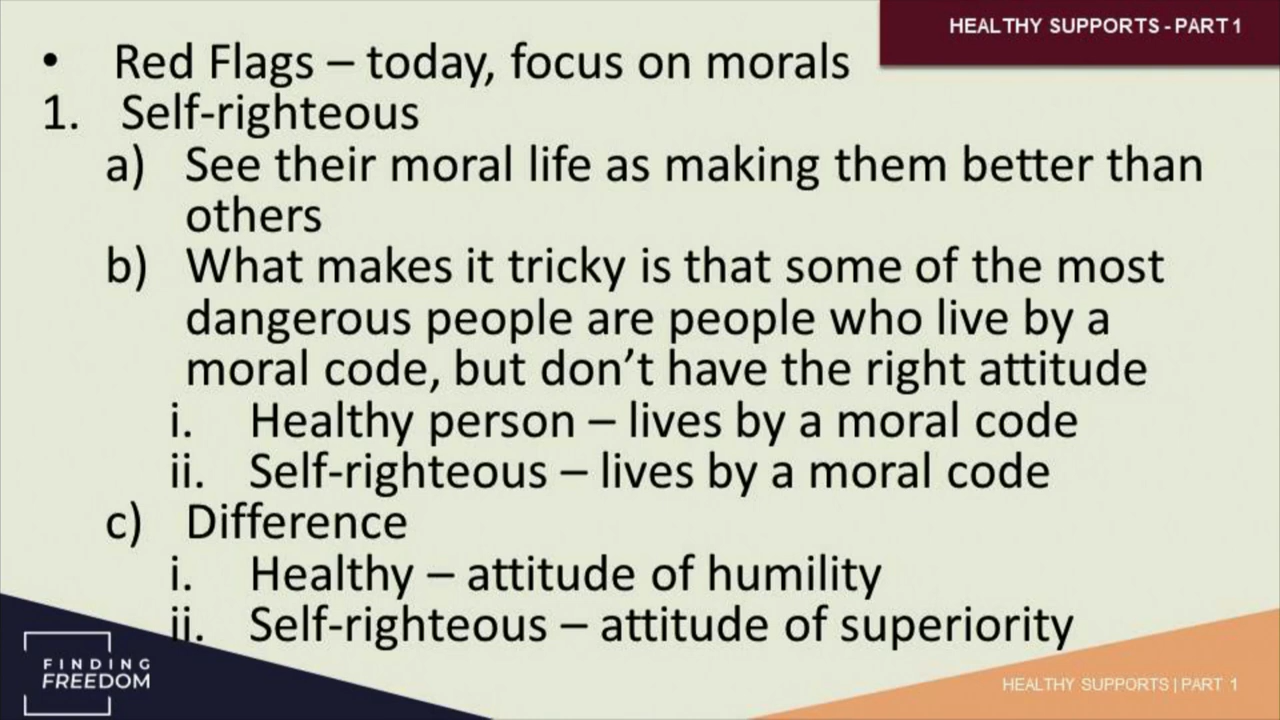 HEALTHY SUPPORTS - PART 1
• Red Flags – today, focus on morals
1. Self-righteous
a) See their moral life as making them better than
others
b) What makes it tricky is that some of the most
dangerous people are people who live by a
moral code, but don’t have the right attitude
i. Healthy person – lives by a moral code
ii. Self-righteous – lives by a moral code
c) Difference
i. Healthy – attitude of humility
ii. Self-righteous – attitude of superiority
FINDING
FREEDOM
HEALTHY SUPPORTS | PART 1